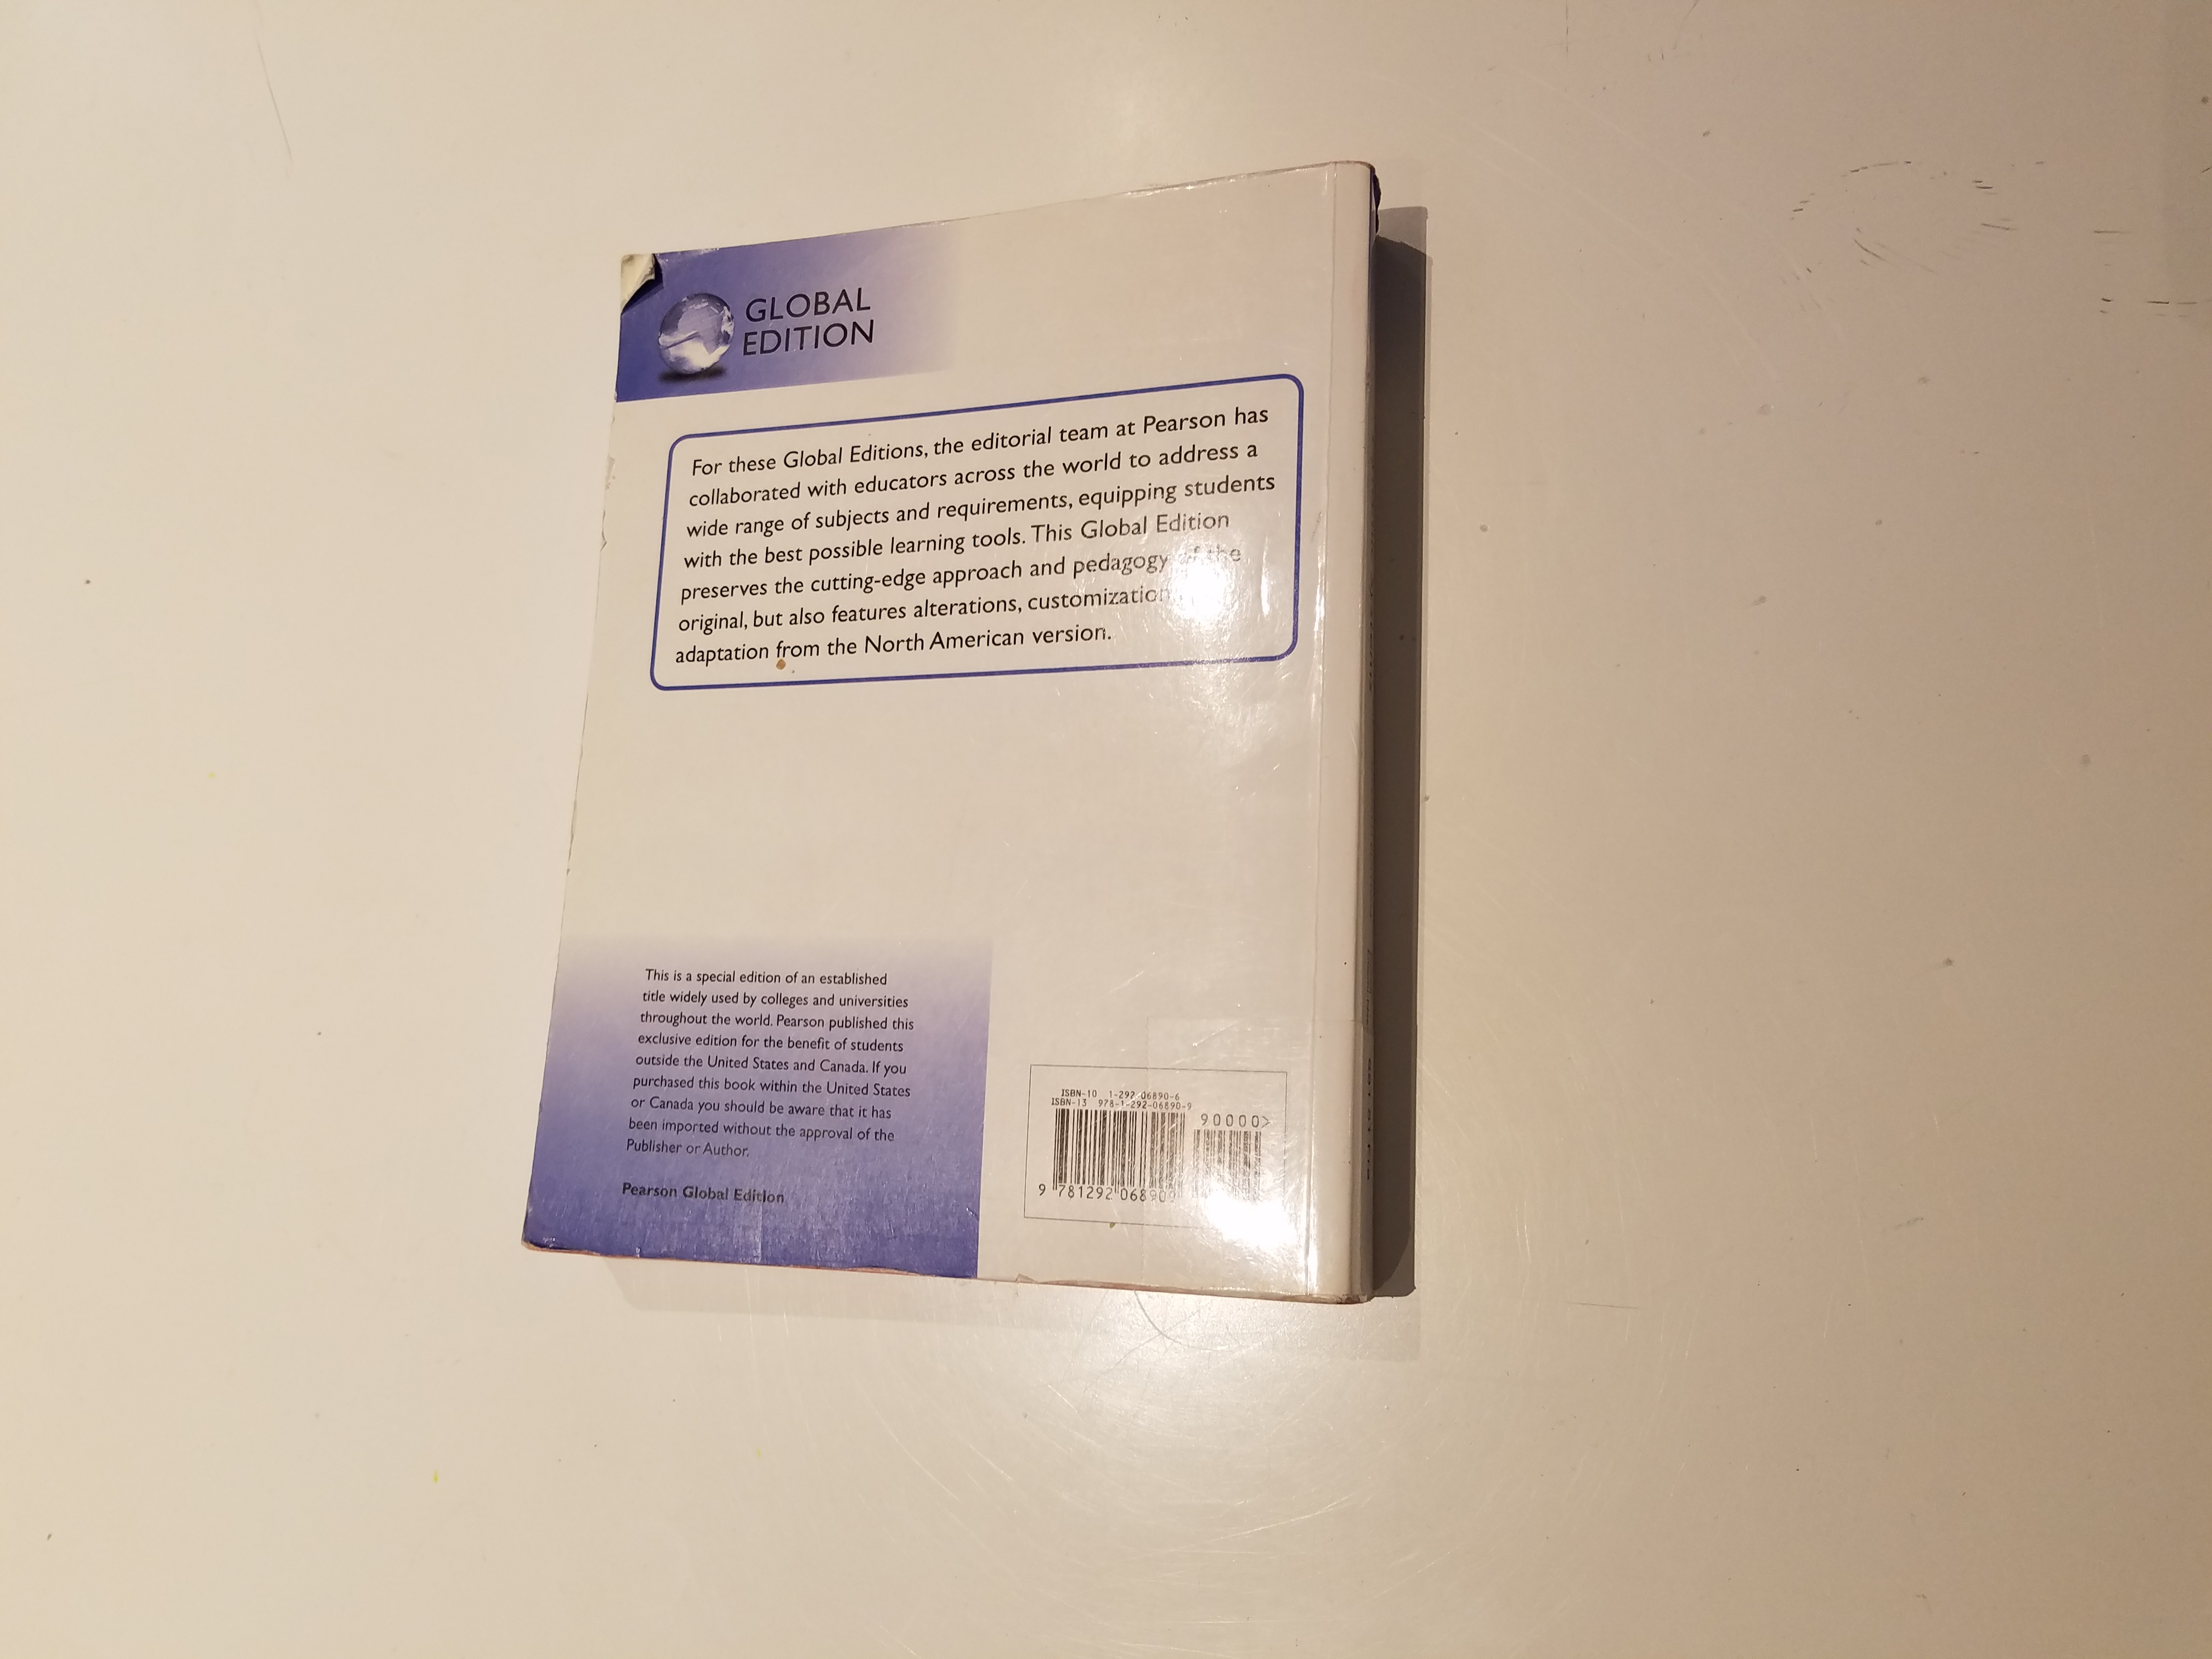 GLOBAL
EDITION
For these Global Editions, the editorial team at Pearson has
collaborated with educators across the world to address a
wide range of subjects and requirements, equipping students
with the best possible learning tools. This Global Edition
preserves the cutting-edge approach and pedagogy of the
original, but also features alterations, customization
adaptation from the North American version.
This is a special edition of an established
title widely used by colleges and universities
throughout the world. Pearson published this
exclusive edition for the benefit of students
outside the United States and Canada. If you
purchased this book within the United States
or Canada you should be aware that it has
been imported without the approval of the
Publisher or Author.
Pearson Global Edition
ISBN-10 1-292-06890-6
ISBN-13 978-1-292-06890-9
90000>
9 781292 068909